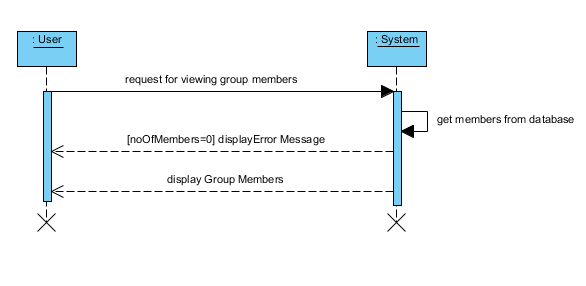 : User
: System
request for viewing group members
get members from database
[noOfMembers=0] displayError Message
display Group Members